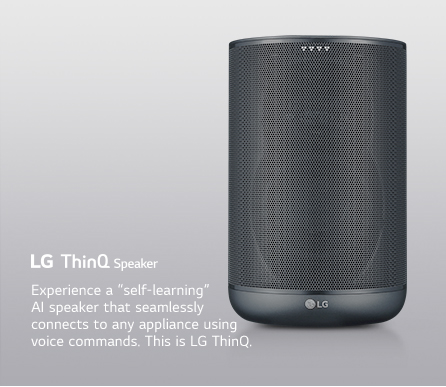 LG
LG ThinQ Speaker
Experience a "self-learning"
AI speaker that seamlessly
connects to any appliance using
voice commands. This is LG ThinQ.